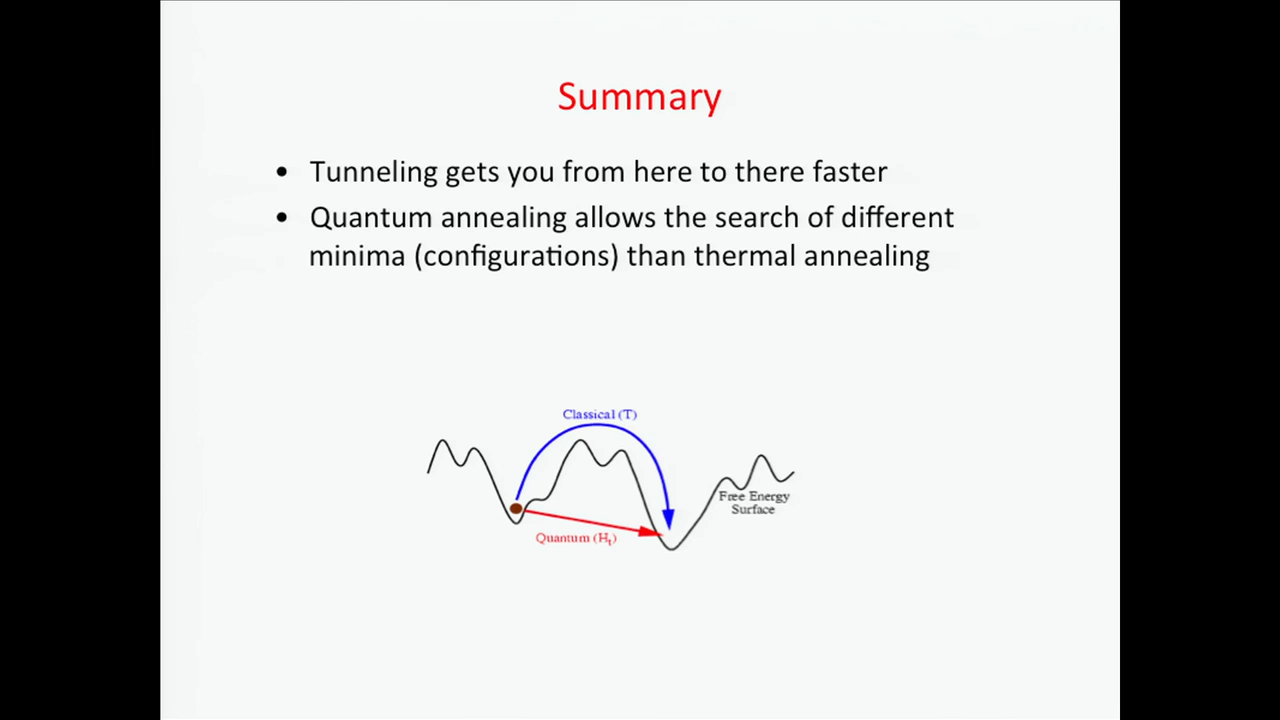 Summary
• Tunneling gets you from here to there faster
• Quantum annealing allows the search of different
minima (configurations) than thermal annealing
Classical (T)
Free Energy
Surface
Quantum (Hₜ)